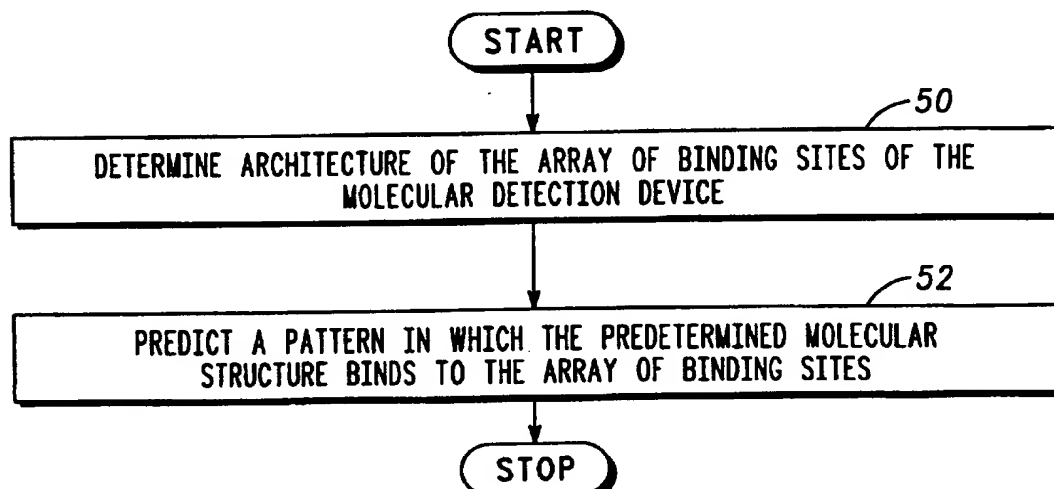 START
50
DETERMINE ARCHITECTURE OF THE ARRAY OF BINDING SITES OF THE
MOLECULAR DETECTION DEVICE
52
PREDICT A PATTERN IN WHICH THE PREDETERMINED MOLECULAR
STRUCTURE BINDS TO THE ARRAY OF BINDING SITES
STOP